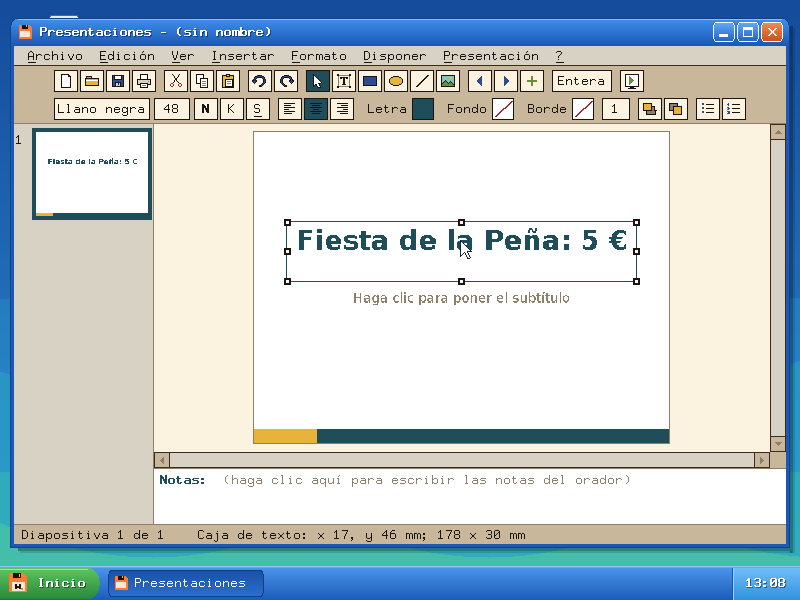 Presentaciones - (sin nombre)
Archivo Edición Ver Insertar Formato Disponer Presentación ?
Entera
Llano negra 48 N K S Letra Fondo Borde 1
1
Fiesta de la Peña: 5 €
Fiesta de la Peña: 5 €
Haga clic para poner el subtítulo
Notas: (haga clic aquí para escribir las notas del orador)
Diapositiva 1 de 1 Caja de texto: x 17, y 46 mm; 178 x 30 mm
Inicio Presentaciones 13:08